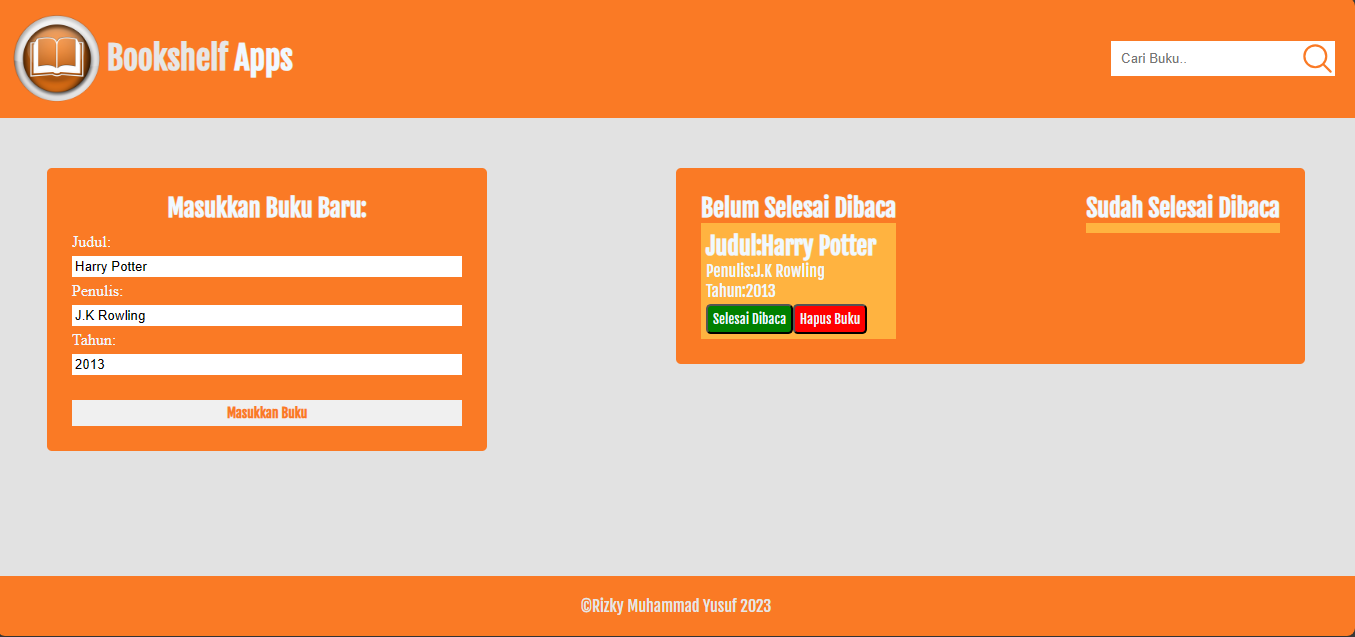 Bookshelf Apps
Cari Buku..
Masukkan Buku Baru:
Judul:
Harry Potter
Penulis:
J.K Rowling
Tahun:
2013
Masukkan Buku
Belum Selesai Dibaca
Judul:Harry Potter
Penulis:J.K Rowling
Tahun:2013
Selesai Dibaca Hapus Buku
Sudah Selesai Dibaca
©Rizky Muhammad Yusuf 2023